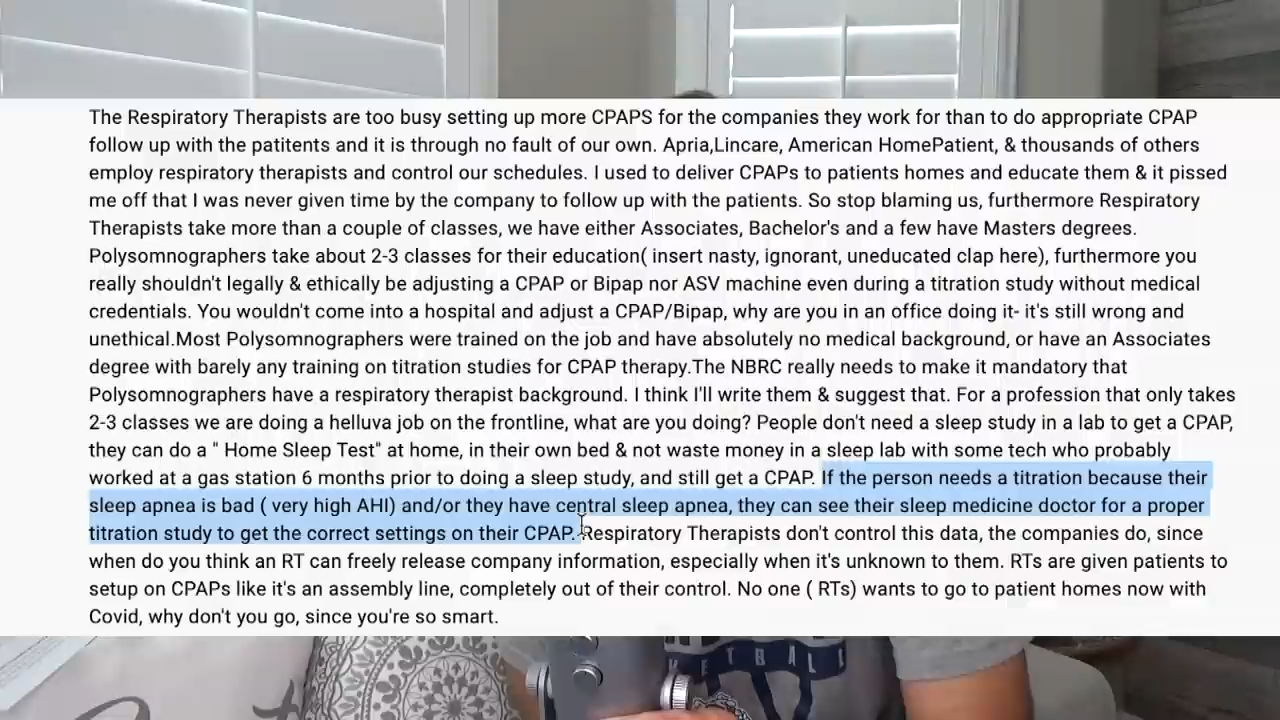 The Respiratory Therapists are too busy setting up more CPAPS for the companies they work for than to do appropriate CPAP
follow up with the patitents and it is through no fault of our own. Apria,Lincare, American HomePatient, & thousands of others
employ respiratory therapists and control our schedules. I used to deliver CPAPs to patients homes and educate them & it pissed
me off that I was never given time by the company to follow up with the patients. So stop blaming us, furthermore Respiratory
Therapists take more than a couple of classes, we have either Associates, Bachelor's and a few have Masters degrees.
Polysomnographers take about 2-3 classes for their education( insert nasty, ignorant, uneducated clap here), furthermore you
really shouldn't legally & ethically be adjusting a CPAP or Bipap nor ASV machine even during a titration study without medical
credentials. You wouldn't come into a hospital and adjust a CPAP/Bipap, why are you in an office doing it- it's still wrong and
unethical.Most Polysomnographers were trained on the job and have absolutely no medical background, or have an Associates
degree with barely any training on titration studies for CPAP therapy.The NBRC really needs to make it mandatory that
Polysomnographers have a respiratory therapist background. I think I'll write them & suggest that. For a profession that only takes
2-3 classes we are doing a helluva job on the frontline, what are you doing? People don't need a sleep study in a lab to get a CPAP,
they can do a " Home Sleep Test" at home, in their own bed & not waste money in a sleep lab with some tech who probably
worked at a gas station 6 months prior to doing a sleep study, and still get a CPAP. If the person needs a titration because their
sleep apnea is bad ( very high AHI) and/or they have central sleep apnea, they can see their sleep medicine doctor for a proper
titration study to get the correct settings on their CPAP. Respiratory Therapists don't control this data, the companies do, since
when do you think an RT can freely release company information, especially when it's unknown to them. RTs are given patients to
setup on CPAPs like it's an assembly line, completely out of their control. No one ( RTs) wants to go to patient homes now with
Covid, why don't you go, since you're so smart.